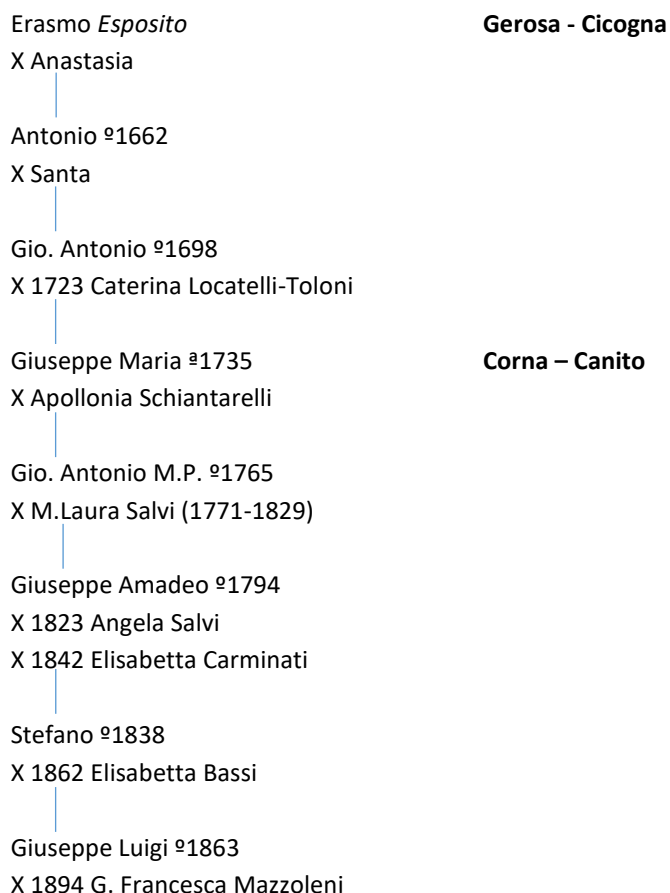 Erasmo Esposito Gerosa - Cicogna
X Anastasia
Antonio º1662
X Santa
Gio. Antonio º1698
X 1723 Caterina Locatelli-Toloni
Giuseppe Maria ª1735 Corna – Canito
X Apollonia Schiantarelli
Gio. Antonio M.P. º1765
X M.Laura Salvi (1771-1829)
Giuseppe Amadeo º1794
X 1823 Angela Salvi
X 1842 Elisabetta Carminati
Stefano º1838
X 1862 Elisabetta Bassi
Giuseppe Luigi º1863
X 1894 G. Francesca Mazzoleni